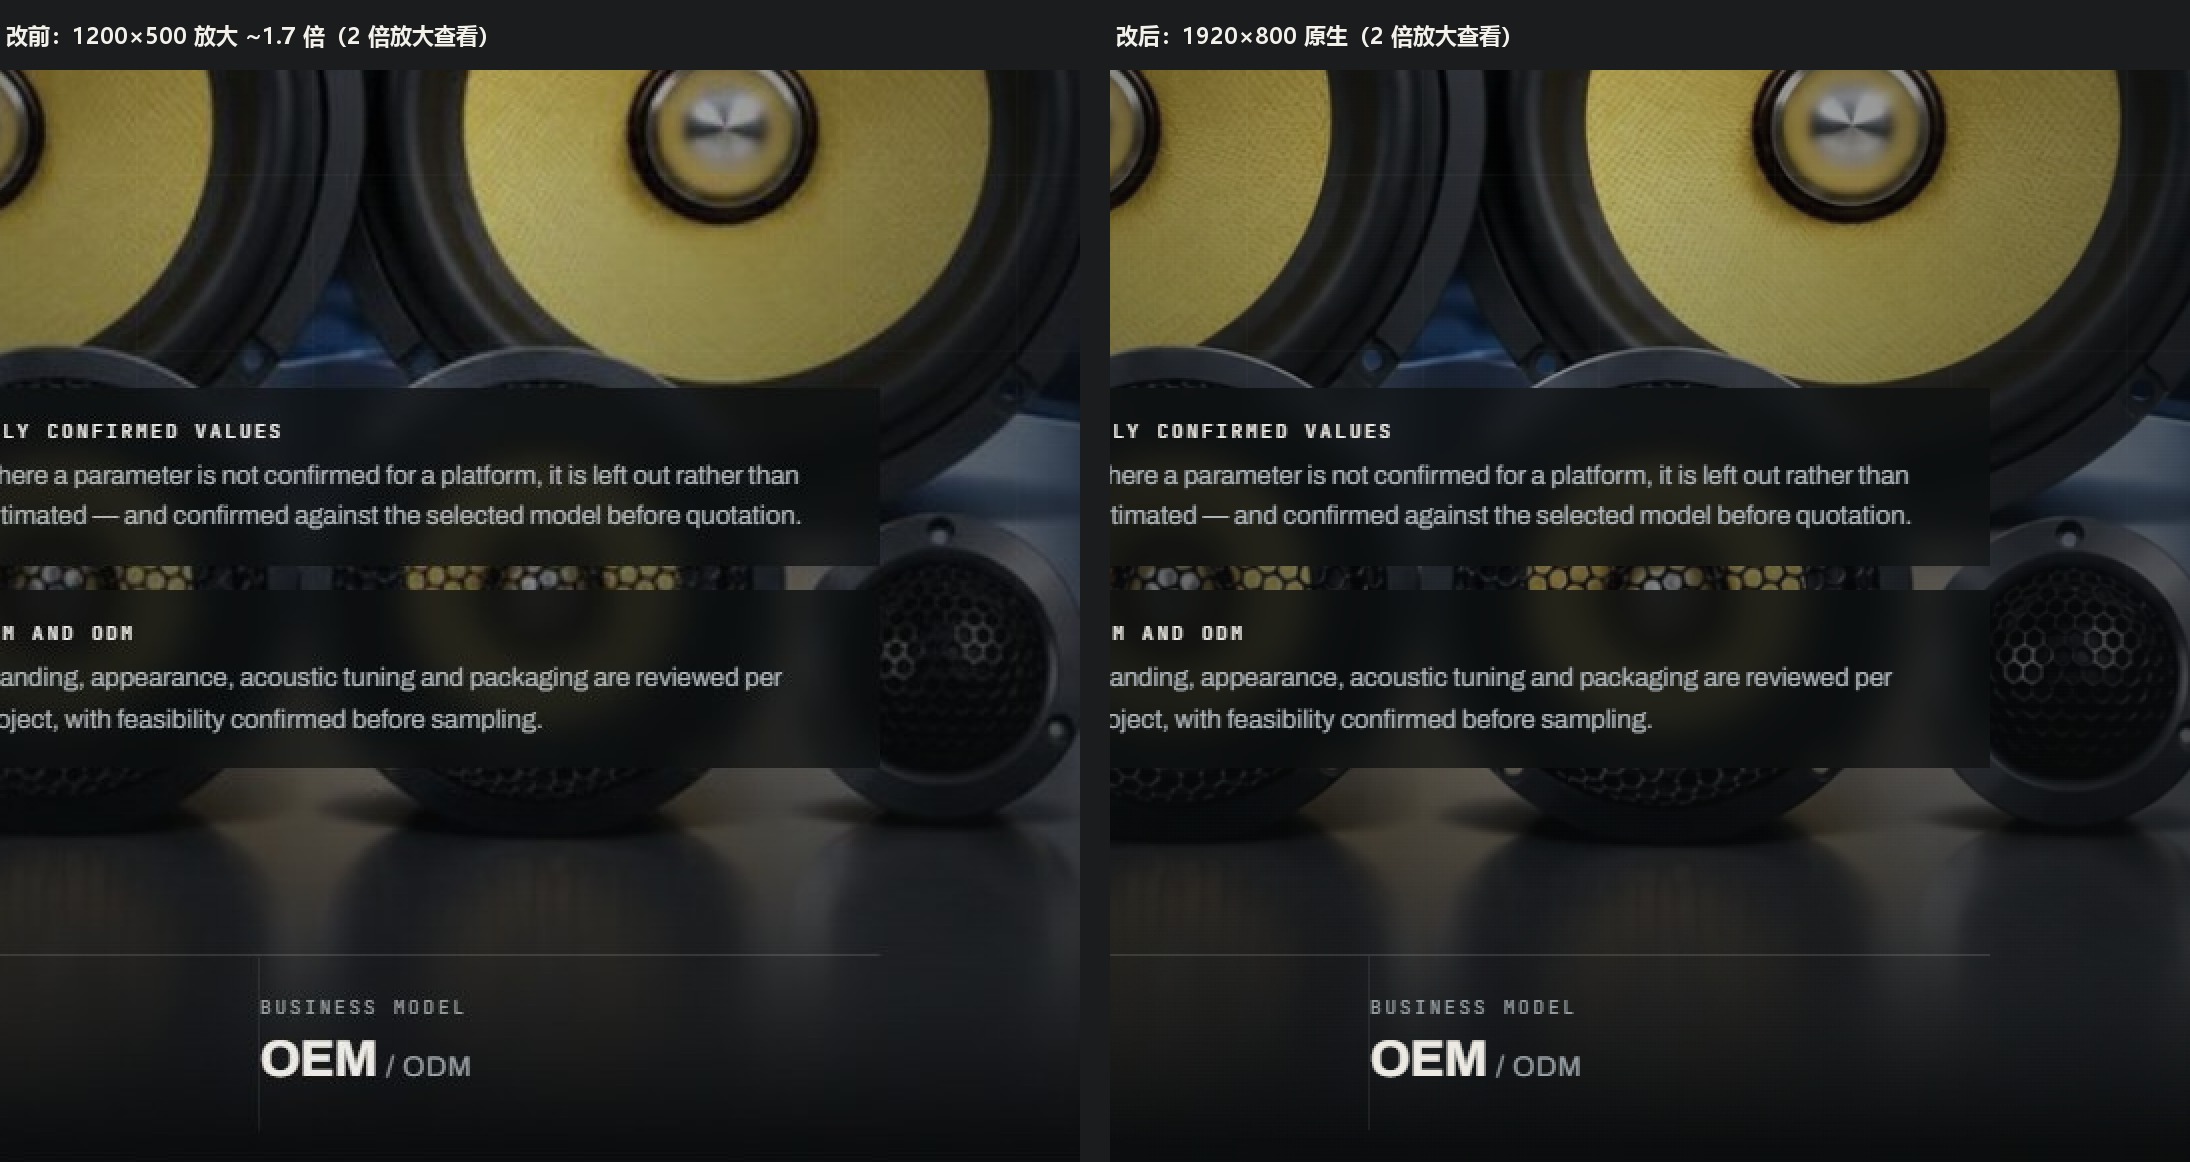 改前：1200×500 放大 ~1.7 倍（2 倍放大查看）
LY CONFIRMED VALUES
here a parameter is not confirmed for a platform, it is left out rather than
timated — and confirmed against the selected model before quotation.
M AND ODM
anding, appearance, acoustic tuning and packaging are reviewed per
oject, with feasibility confirmed before sampling.
BUSINESS MODEL
OEM / ODM
改后：1920×800 原生（2 倍放大查看）
LY CONFIRMED VALUES
here a parameter is not confirmed for a platform, it is left out rather than
timated — and confirmed against the selected model before quotation.
M AND ODM
anding, appearance, acoustic tuning and packaging are reviewed per
oject, with feasibility confirmed before sampling.
BUSINESS MODEL
OEM / ODM